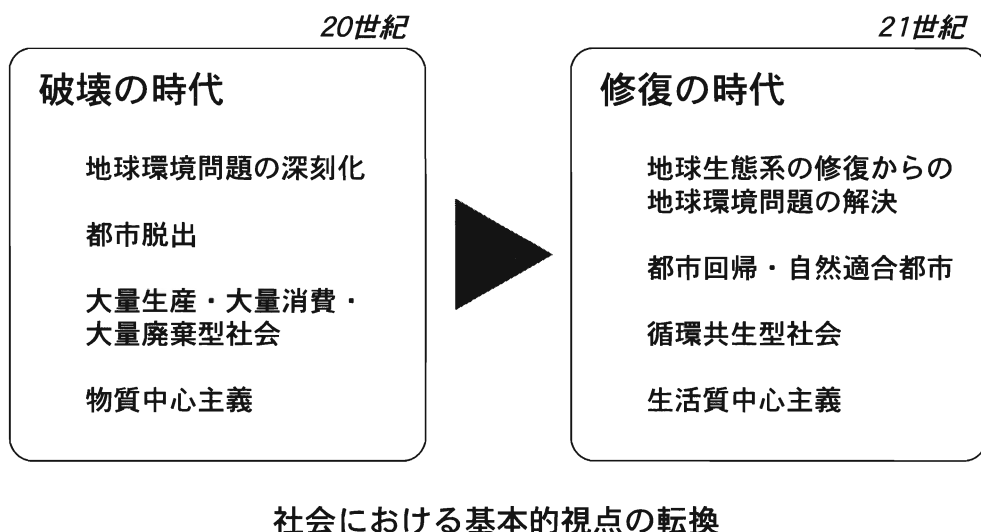 20世紀
破壊の時代
地球環境問題の深刻化
都市脱出
大量生産・大量消費・
大量廃棄型社会
物質中心主義
21世紀
修復の時代
地球生態系の修復からの
地球環境問題の解決
都市回帰・自然適合都市
循環共生型社会
生活質中心主義
社会における基本的視点の転換